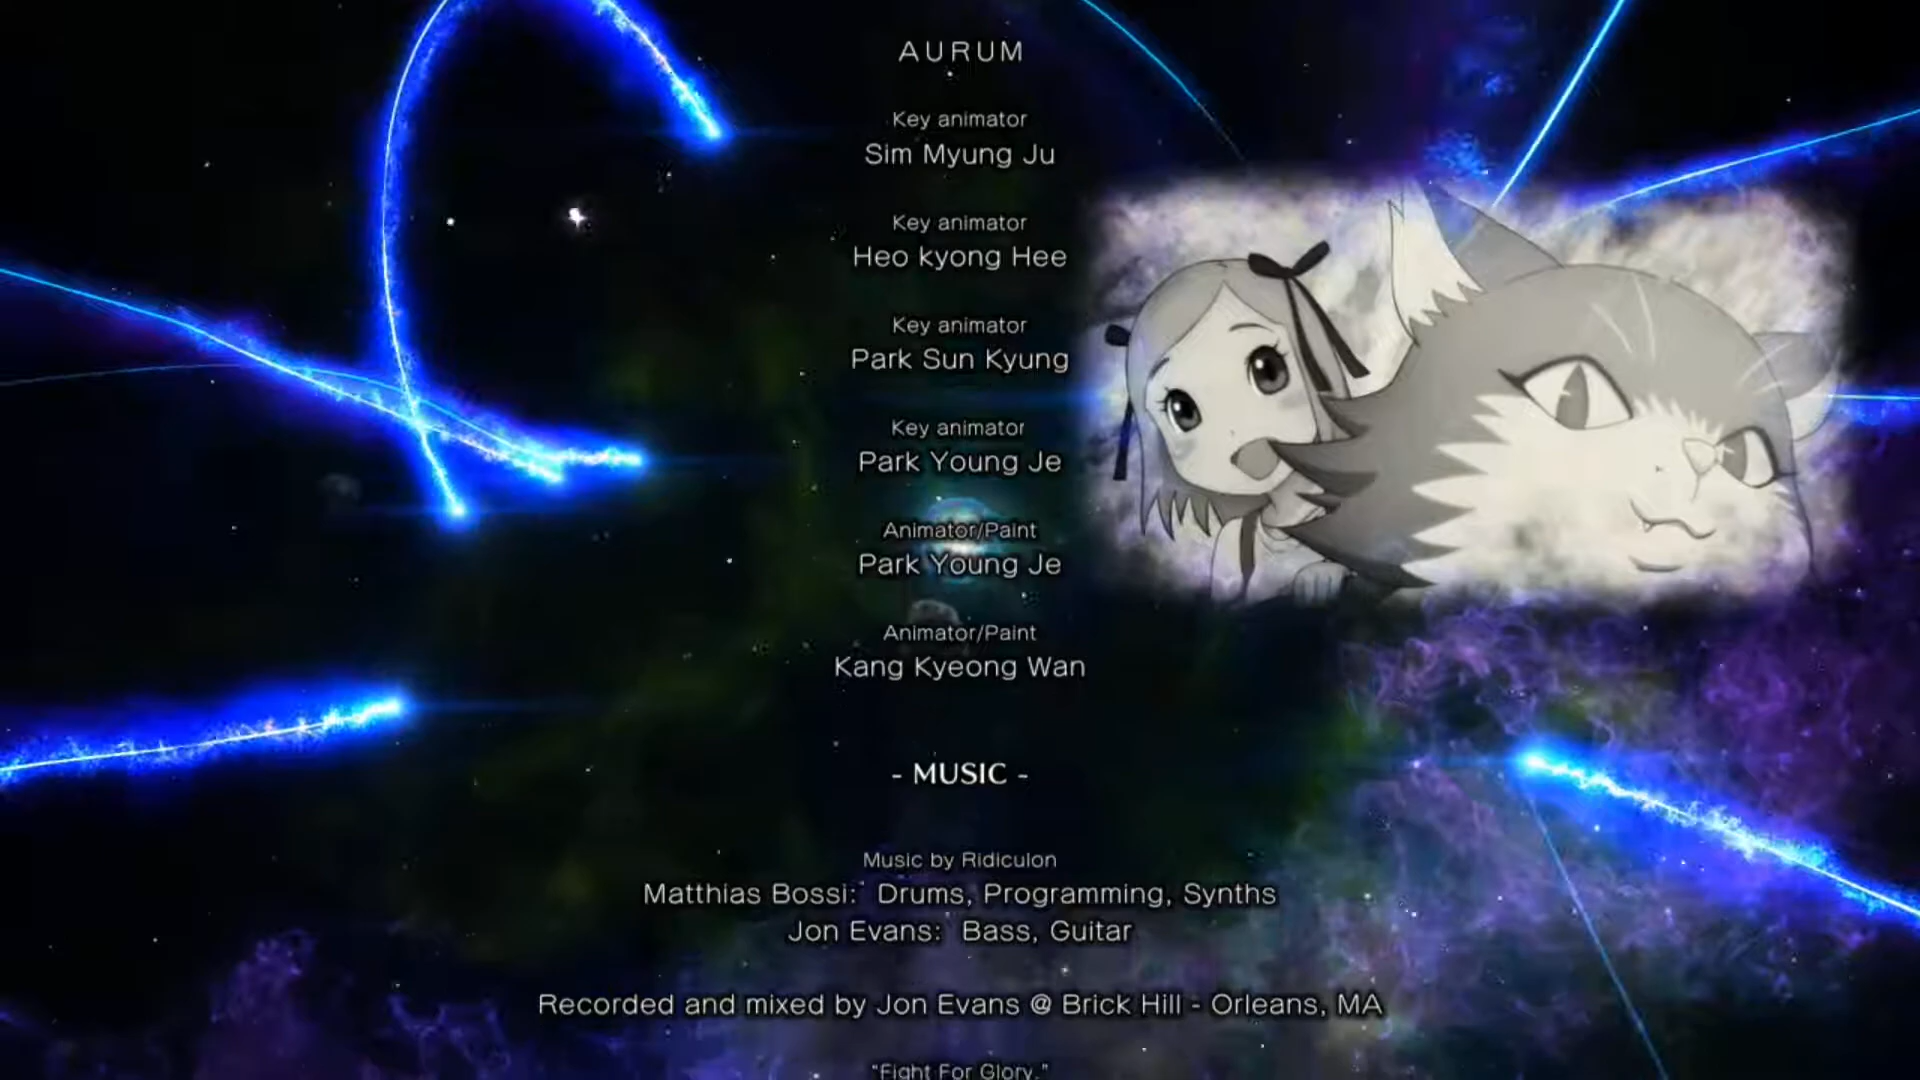 AURUM
Key animator
Sim Myung Ju
Key animator
Heo kyong Hee
Key animator
Park Sun Kyung
Key animator
Park Young Je
Animator/Paint
Park Young Je
Animator/Paint
Kang Kyeong Wan
- MUSIC -
Music by Ridiculon
Matthias Bossi: Drums, Programming, Synths
Jon Evans: Bass, Guitar
Recorded and mixed by Jon Evans @ Brick Hill - Orleans, MA
"Fight For Glory."